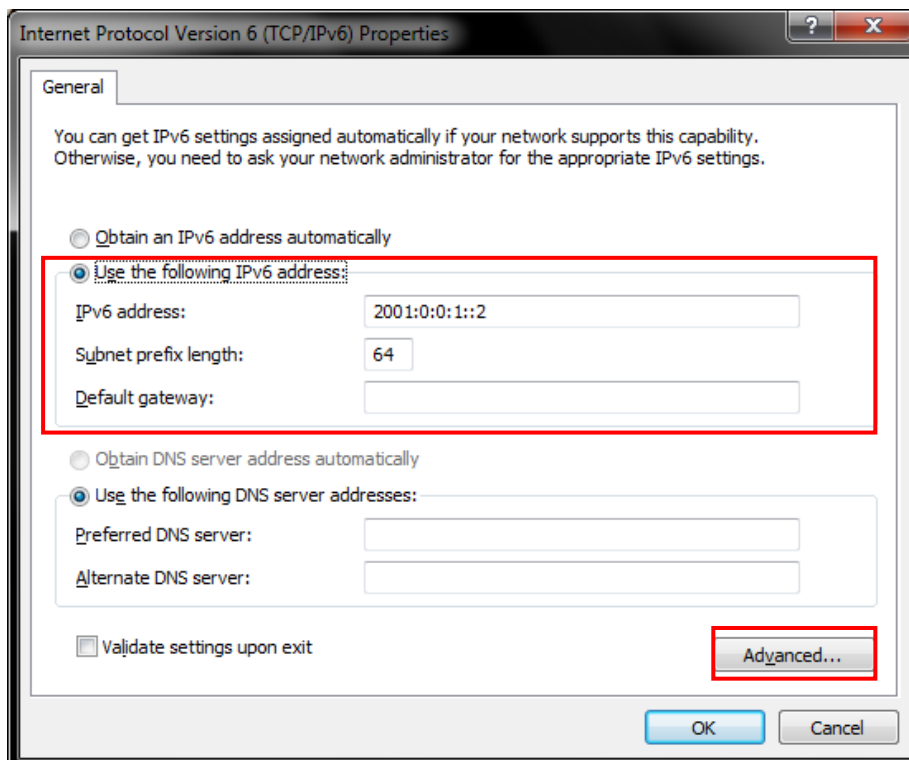 Internet Protocol Version 6 (TCP/IPv6) Properties
?
X
General
You can get IPv6 settings assigned automatically if your network supports this capability.
Otherwise, you need to ask your network administrator for the appropriate IPv6 settings.
Obtain an IPv6 address automatically
Use the following IPv6 address:
IPv6 address: 2001:0:0:1::2
Subnet prefix length: 64
Default gateway:
Obtain DNS server address automatically
Use the following DNS server addresses:
Preferred DNS server:
Alternate DNS server:
Validate settings upon exit
Advanced...
OK Cancel